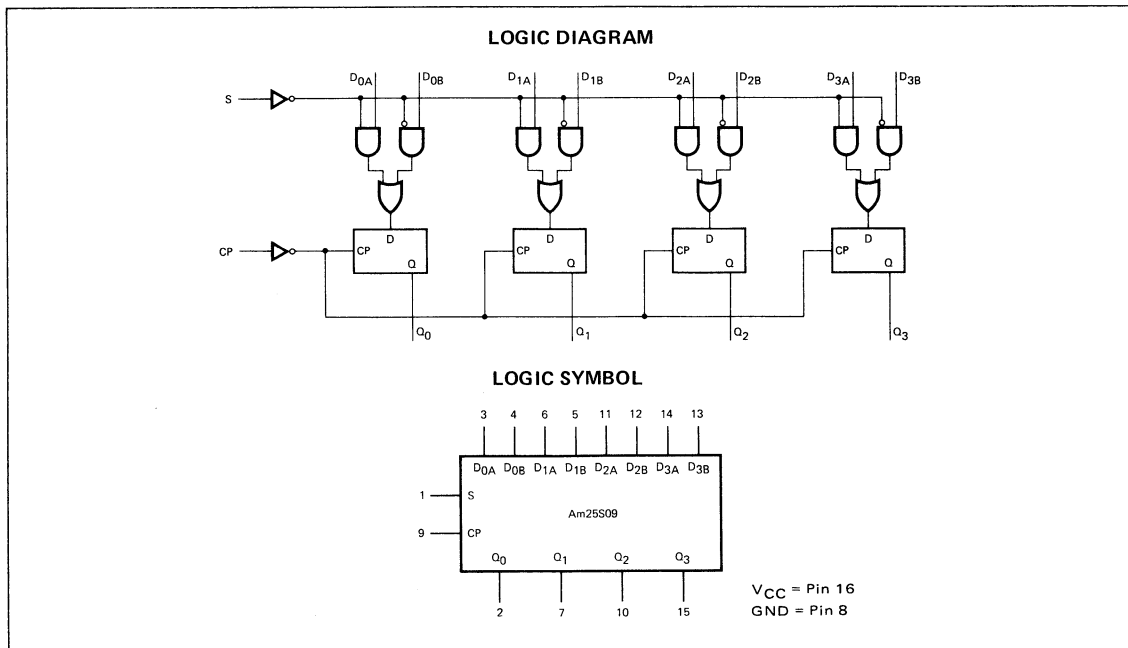 LOGIC DIAGRAM
D0A D0B D1A D1B D2A D2B D3A D3B
S
D D D D
CP CP CP CP CP
Q Q Q Q
Q0 Q1 Q2 Q3
LOGIC SYMBOL
3 4 6 5 11 12 14 13
D0A D0B D1A D1B D2A D2B D3A D3B
1 S
Am25S09
9 CP
Q0 Q1 Q2 Q3
2 7 10 15
VCC = Pin 16
GND = Pin 8